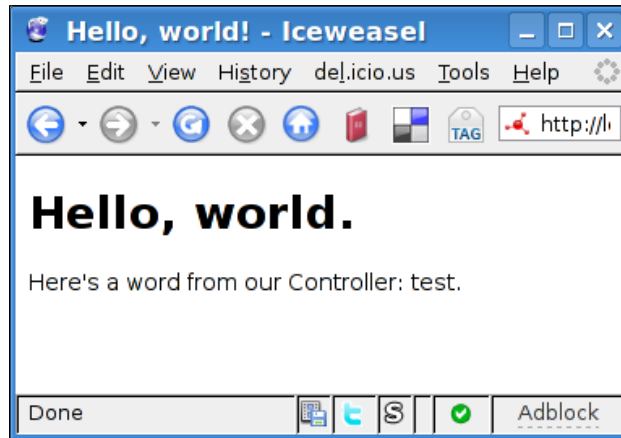 Hello, world! - Iceweasel
File Edit View History del.icio.us Tools Help
TAG http://l
Hello, world.
Here's a word from our Controller: test.
Done S Adblock